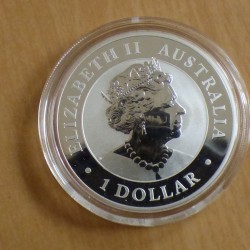 ELIZABETH II AUSTRALIA
• 1 DOLLAR •